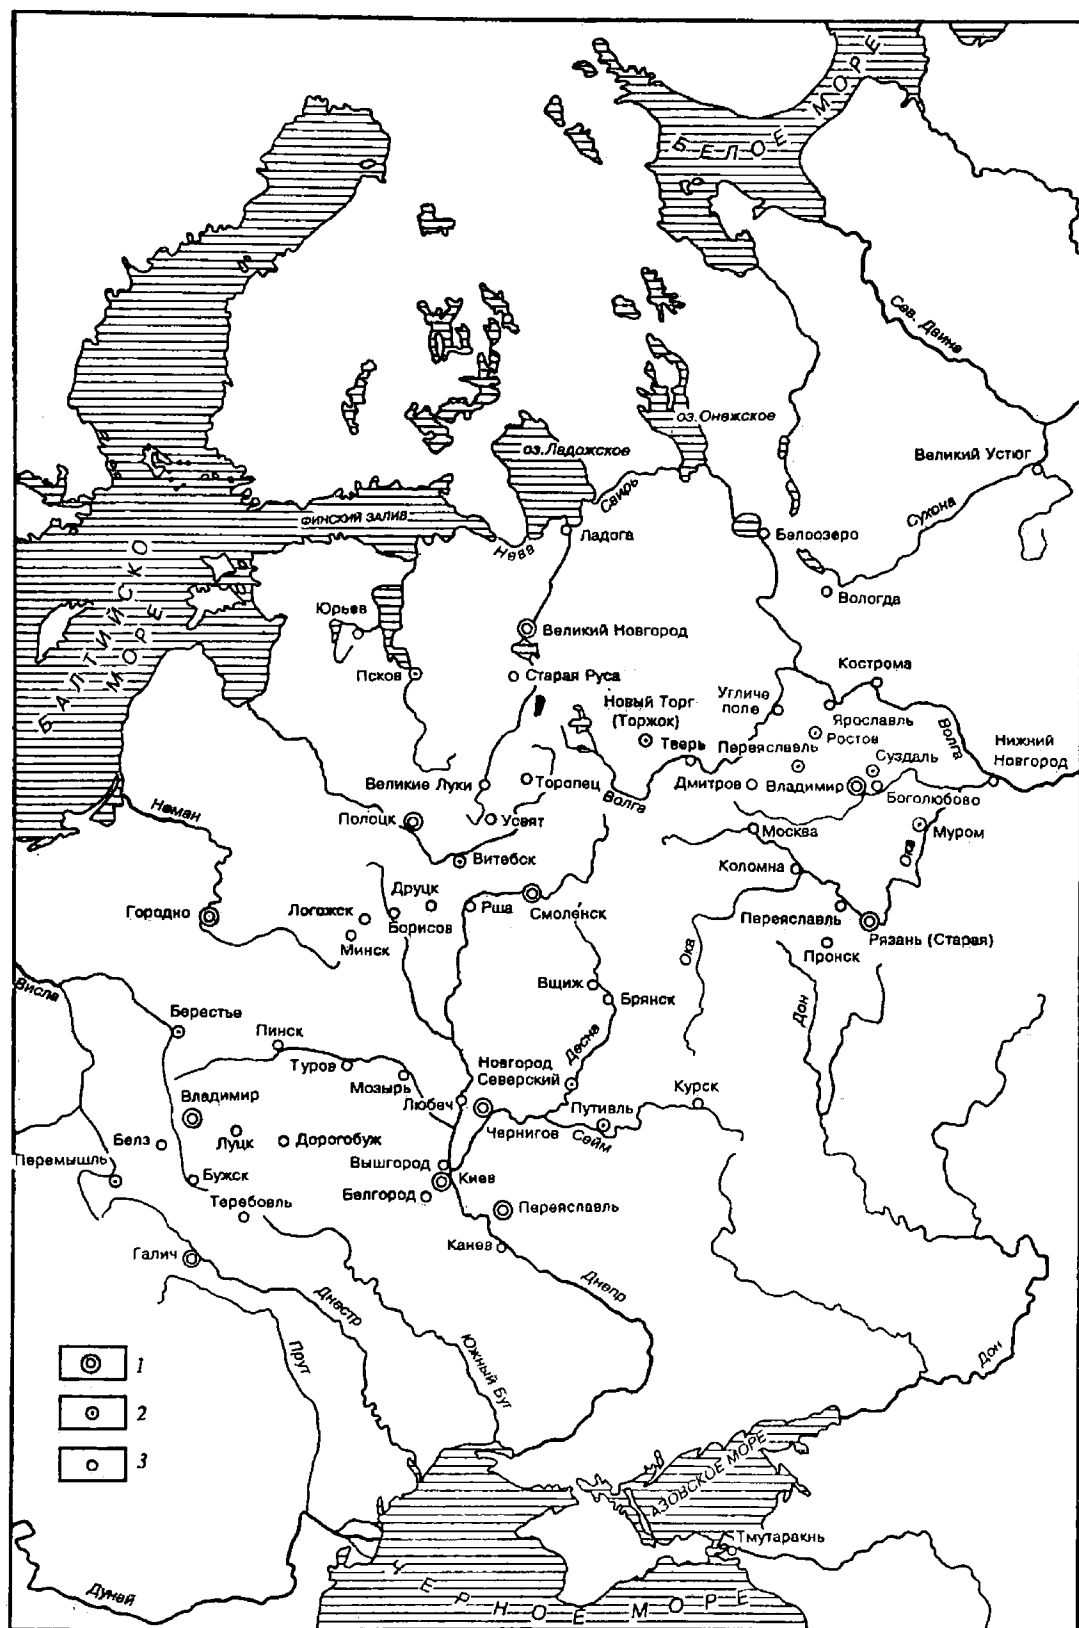 БЕЛОЕ МОРЕ
Сев. Двина
оз. Онежское
оз. Ладожское
Великий Устюг
Свирь
Сухона
ФИНСКИЙ ЗАЛИВ
Нева
Ладога
Белоозеро
БАЛТИЙСКО
МОРЕ
Вологда
Юрьев
Великий Новгород
Псков
Старая Руса
Кострома
Новый Торг
(Торжок)
Угличе
поле
Ярославль
Ростов
Волга
Нижний
Новгород
Тверь
Переяславль
Суздаль
Великие Луки
Торопец
Волга
Дмитров
Владимир
Боголюбово
Неман
Полоцк
Усвят
Москва
Ока
Муром
Витебск
Коломна
Друцк
Городно
Логожск
Борисов
Рша
Смоленск
Переяславль
Рязань (Старая)
Минск
Ока
Пронск
Висла
Вщиж
Брянск
Дон
Берестье
Пинск
Десна
Туров
Новгород
Северский
Мозырь
Курск
Владимир
Любеч
Путивль
Чернигов
Сейм
Белз
Луцк
Дорогобуж
Перемышль
Вышгород
Бужск
Киев
Белгород
Теребовль
Переяславль
Галич
Канев
Днепр
Днестр
Южный Буг
Прут
Дон
1
2
3
АЗОВСКОЕ МОРЕ
Тмутаракнь
Дунай
ЧЕРНОЕ МОРЕ